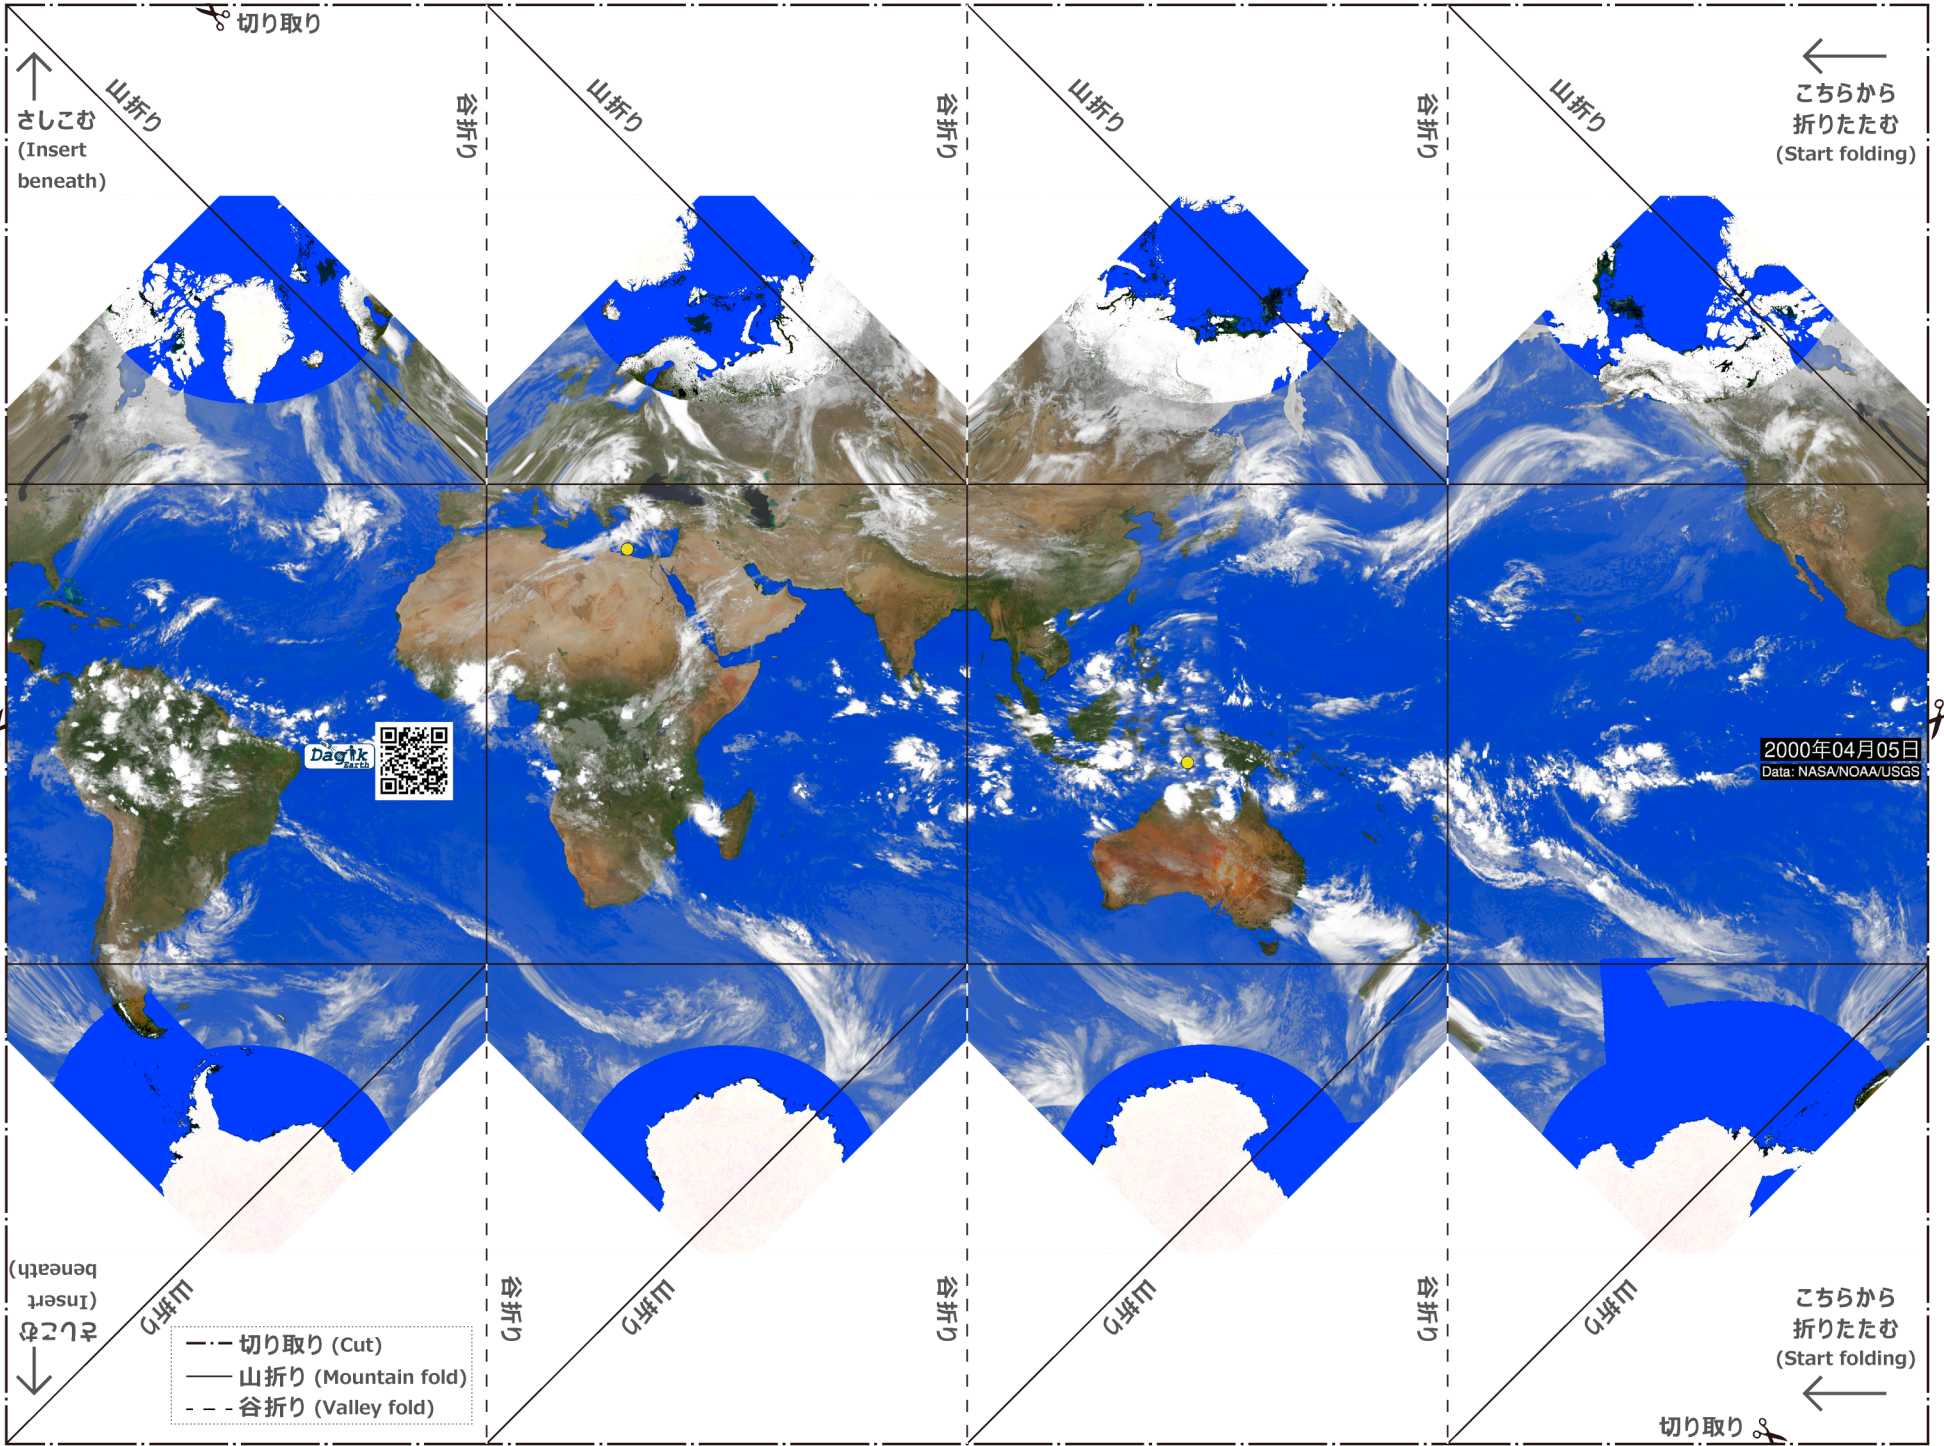 切り取り
山折り
谷折り
山折り
谷折り
山折り
谷折り
山折り
さしこむ
(Insert
beneath)
こちらから
折りたたむ
(Start folding)
Dagik
Earth
2000年04月05日
Data: NASA/NOAA/USGS
さしこむ
(Insert
beneath)
山折り
谷折り
山折り
谷折り
山折り
谷折り
山折り
こちらから
折りたたむ
(Start folding)
切り取り (Cut)
山折り (Mountain fold)
谷折り (Valley fold)
切り取り